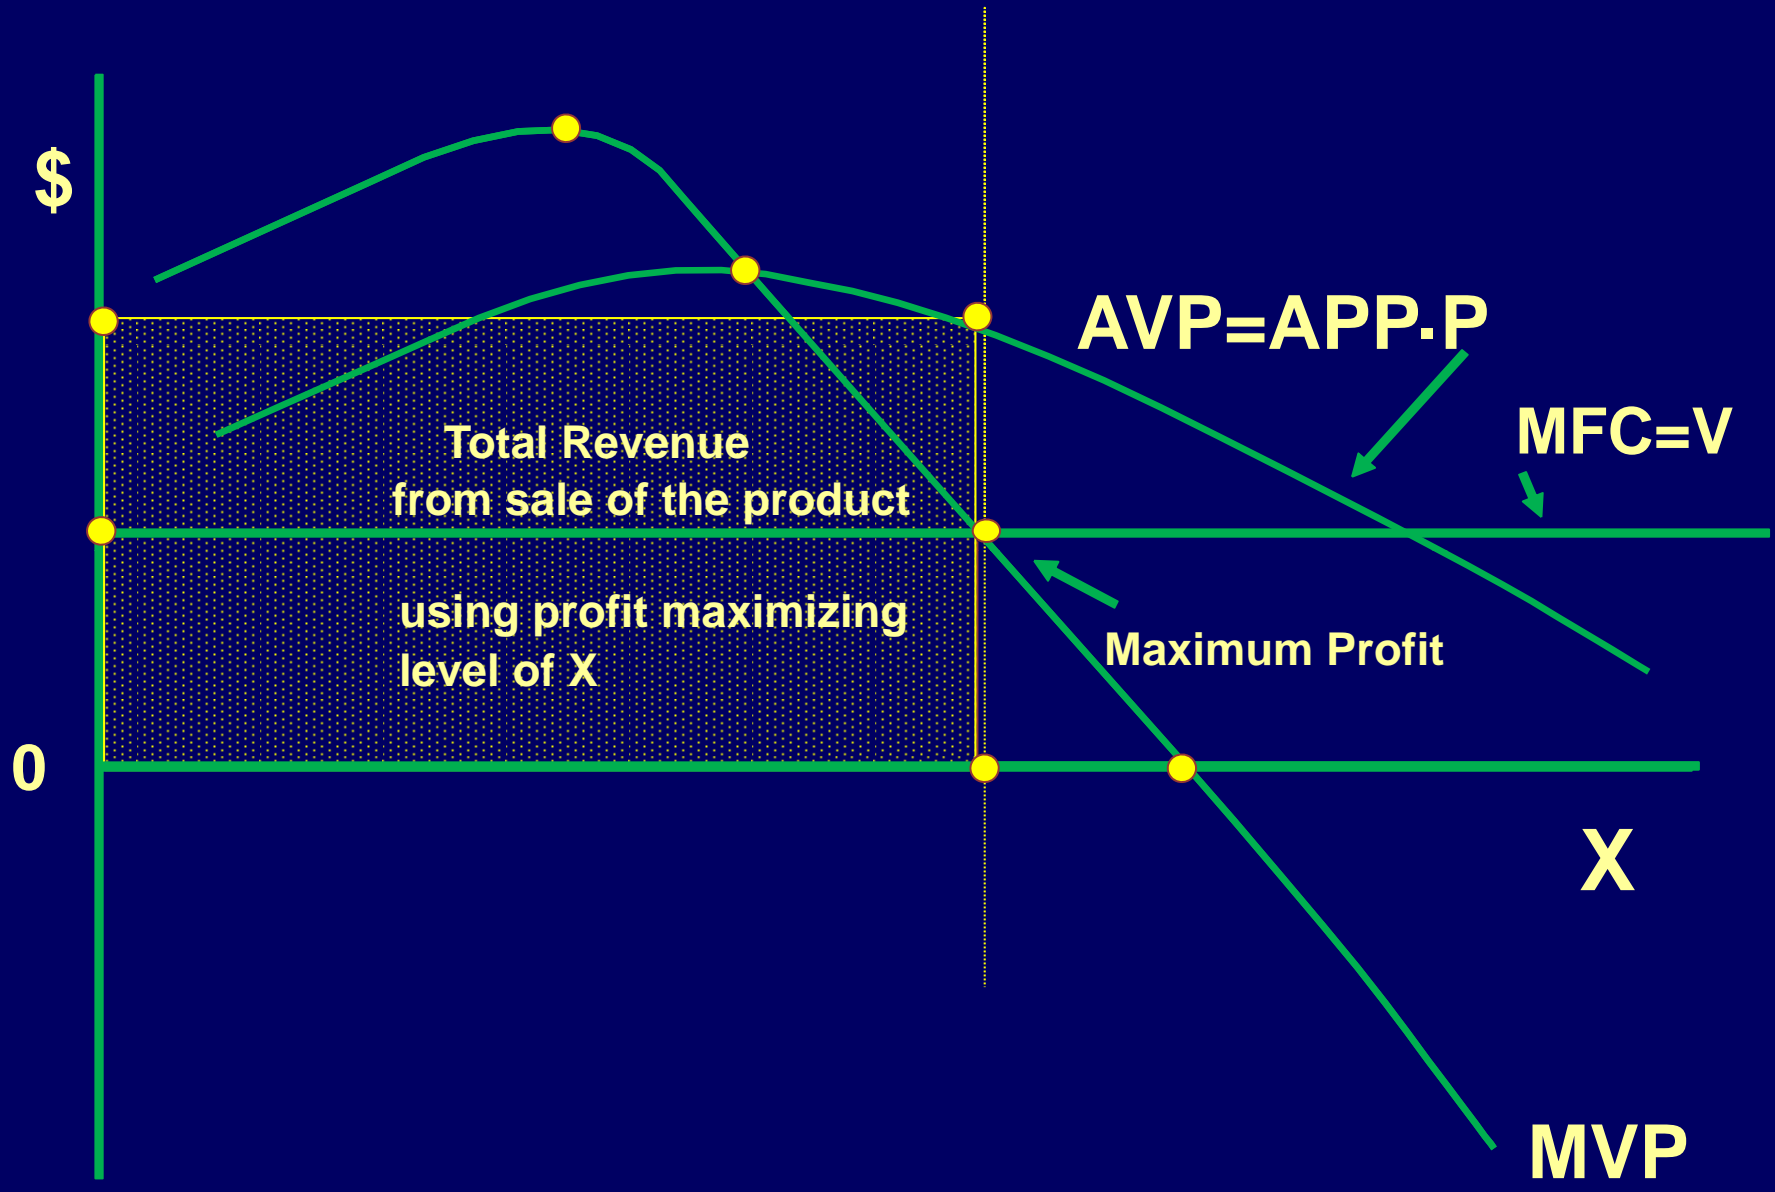 $
AVP=APP·P
MFC=V
Total Revenue
from sale of the product
using profit maximizing
level of X
Maximum Profit
0
X
MVP